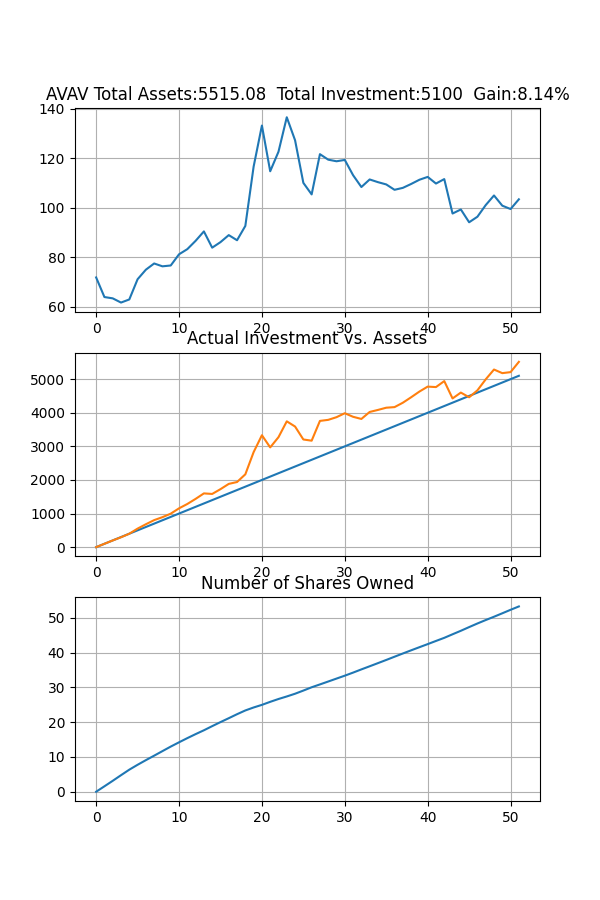 AVAV Total Assets:5515.08  Total Investment:5100  Gain:8.14%
140
120
100
80
60
0 10 20 30 40 50
Actual Investment vs. Assets
5000
4000
3000
2000
1000
0
0 10 20 30 40 50
Number of Shares Owned
50
40
30
20
10
0
0 10 20 30 40 50